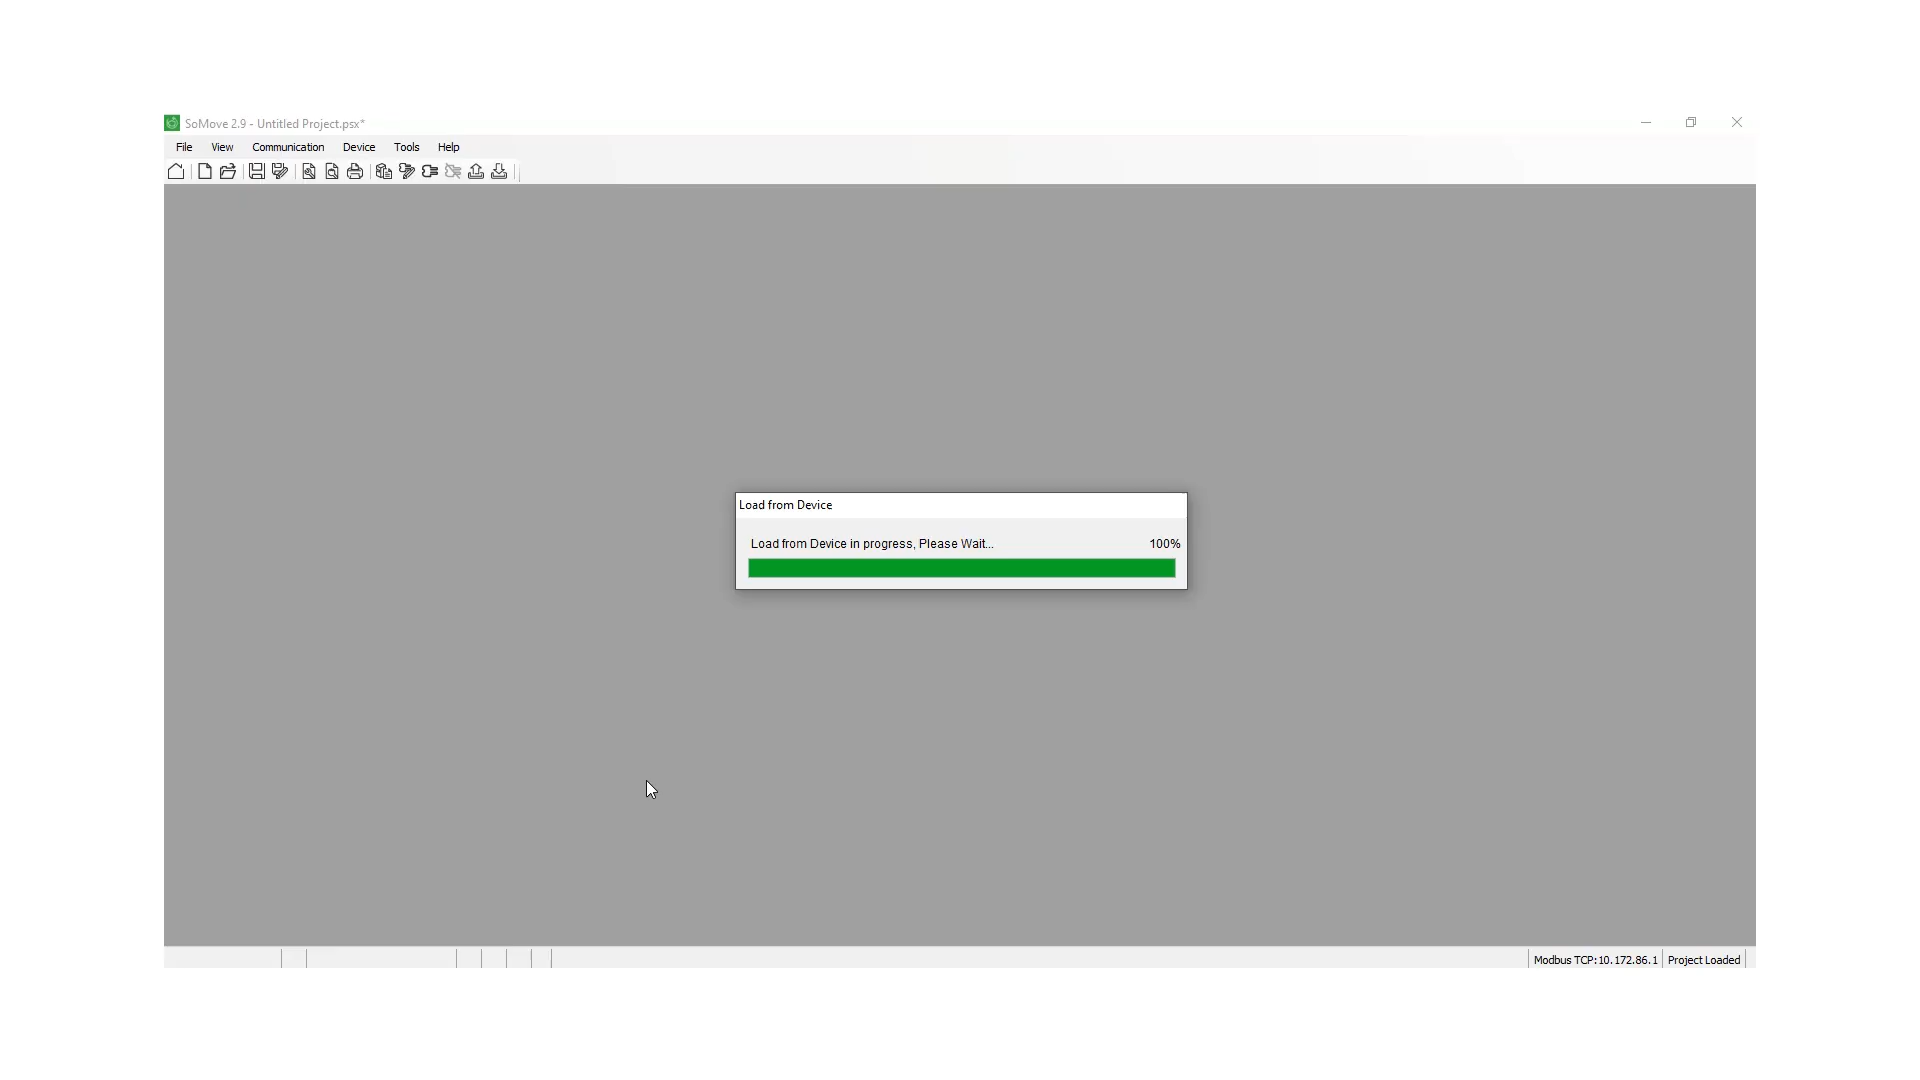 SoMove 2.9 - Untitled Project.psx*
File View Communication Device Tools Help
Load from Device
Load from Device in progress, Please Wait... 100%
Modbus TCP:10.172.86.1 Project Loaded